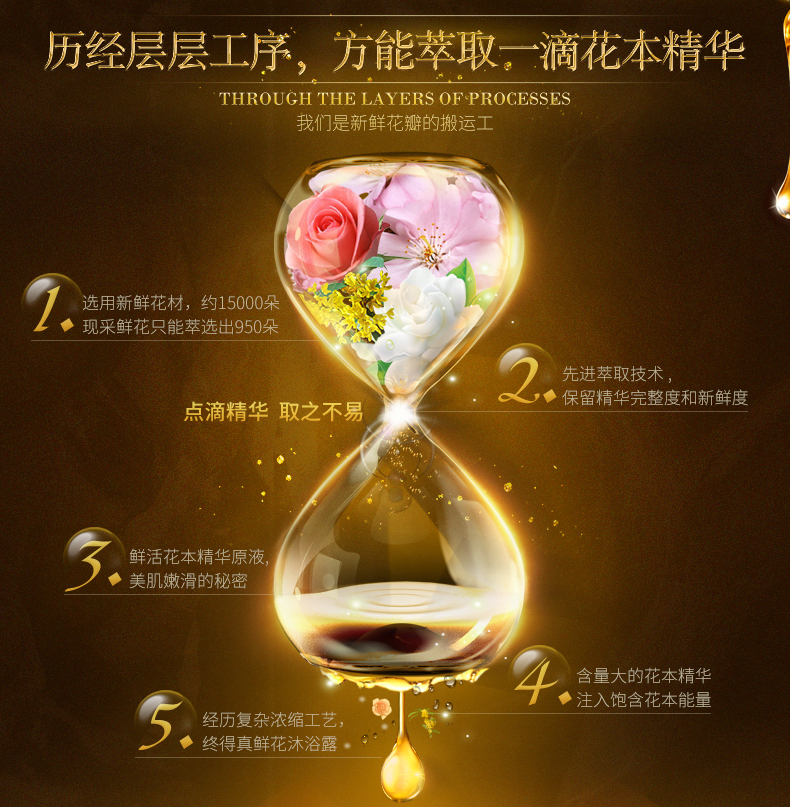 历经层层工序，方能萃取一滴花本精华
THROUGH THE LAYERS OF PROCESSES
我们是新鲜花瓣的搬运工
1.
选用新鲜花材，约15000朵
现采鲜花只能萃选出950朵
2.
先进萃取技术，
保留精华完整度和新鲜度
点滴精华 取之不易
3.
鲜活花本精华原液，
美肌嫩滑的秘密
4.
含量大的花本精华
注入饱含花本能量
5.
经历复杂浓缩工艺，
终得真鲜花沐浴露